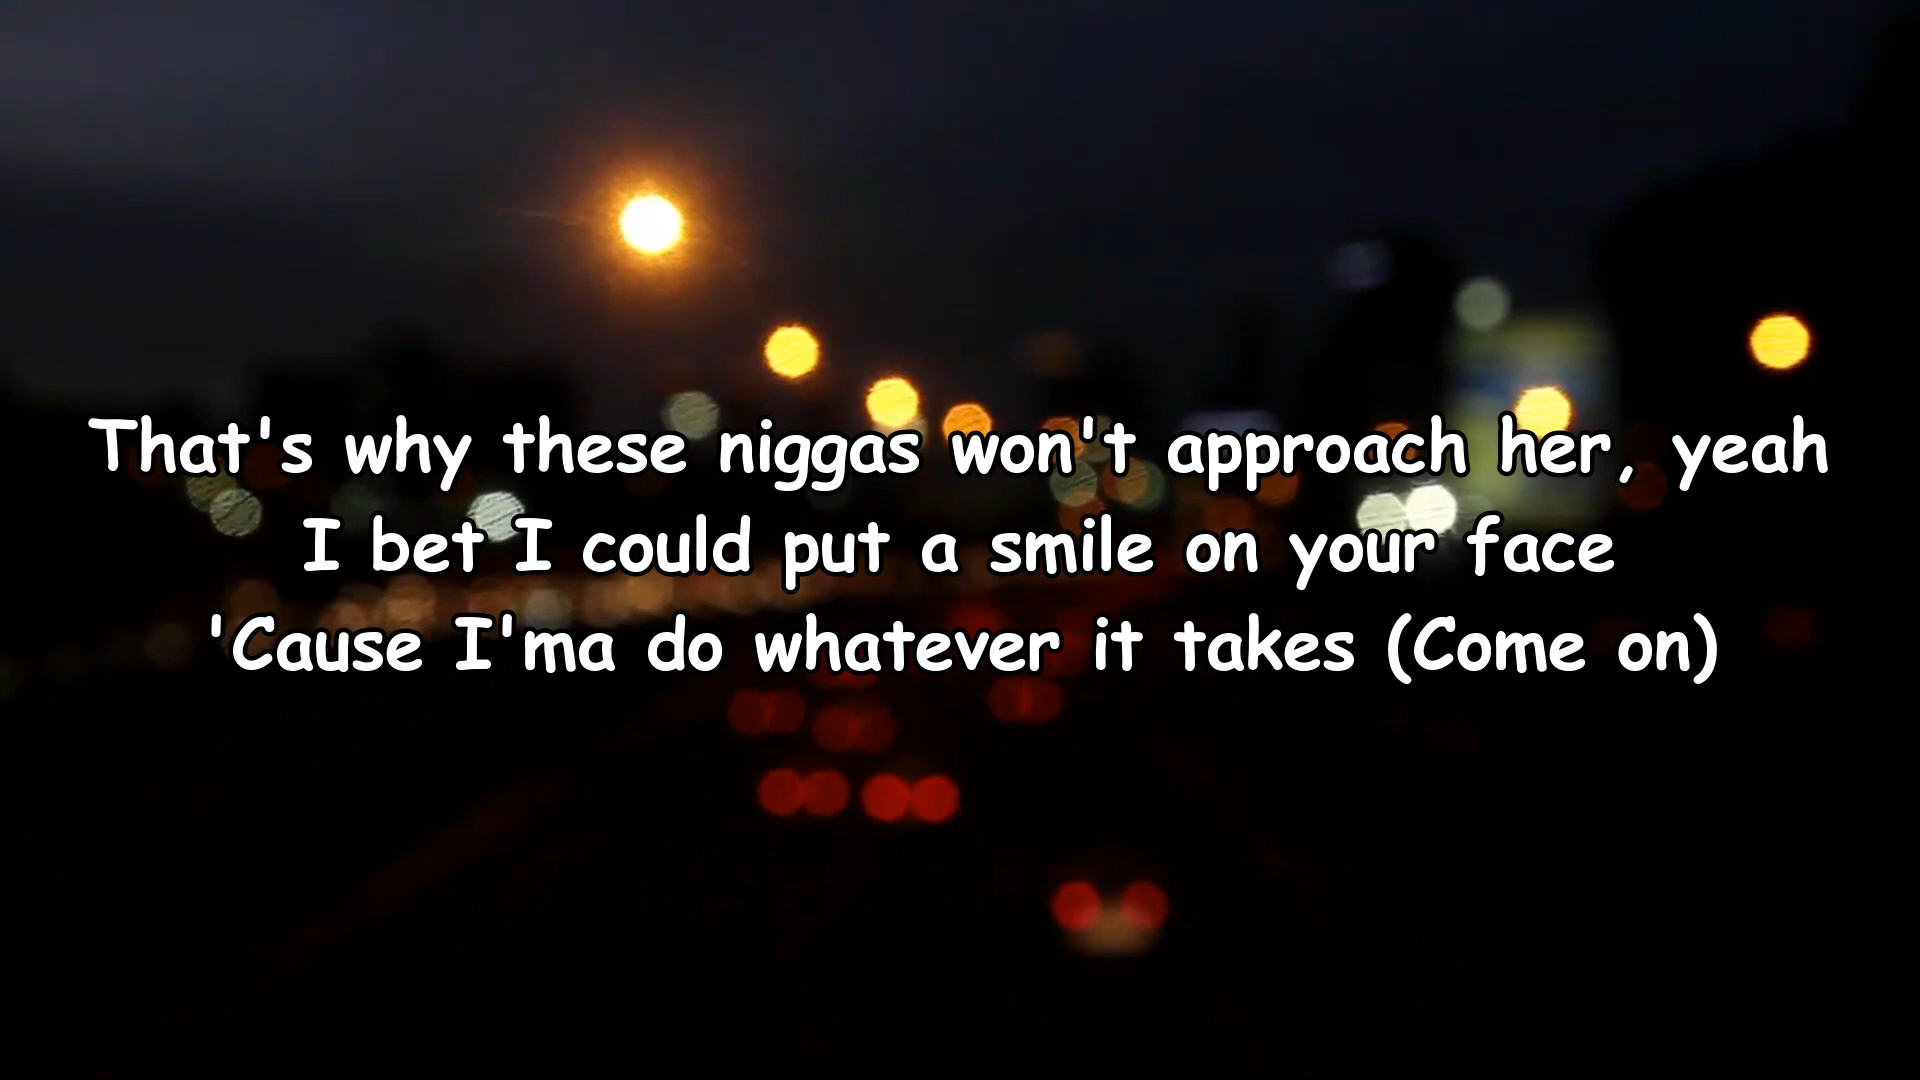 That's why these niggas won't approach her, yeah
I bet I could put a smile on your face
'Cause I'ma do whatever it takes (Come on)